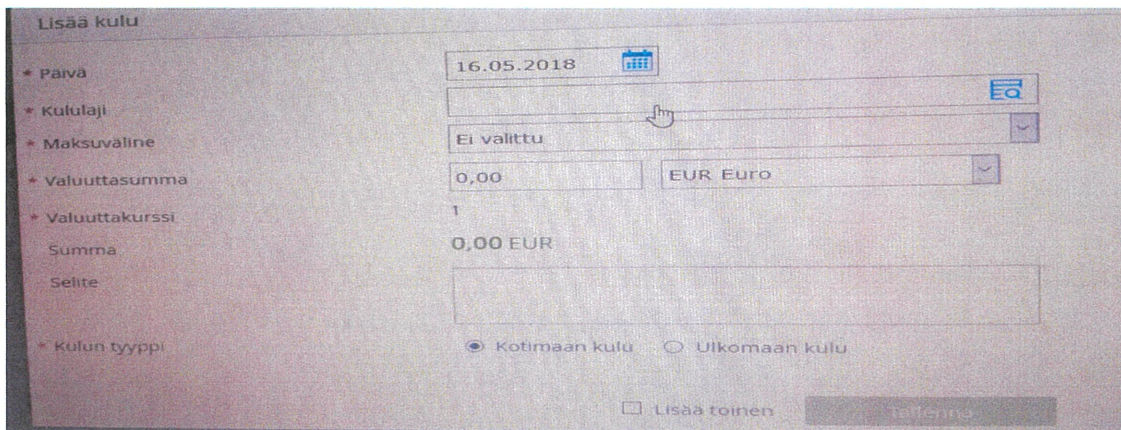 Lisää kulu
* Päivä 16.05.2018
* Kululaji
* Maksuväline Ei valittu
* Valuuttasumma 0,00 EUR Euro
* Valuuttakurssi 1
Summa 0,00 EUR
Selite
* Kulun tyyppi Kotimaan kulu Ulkomaan kulu
Lisää toinen Tallenna